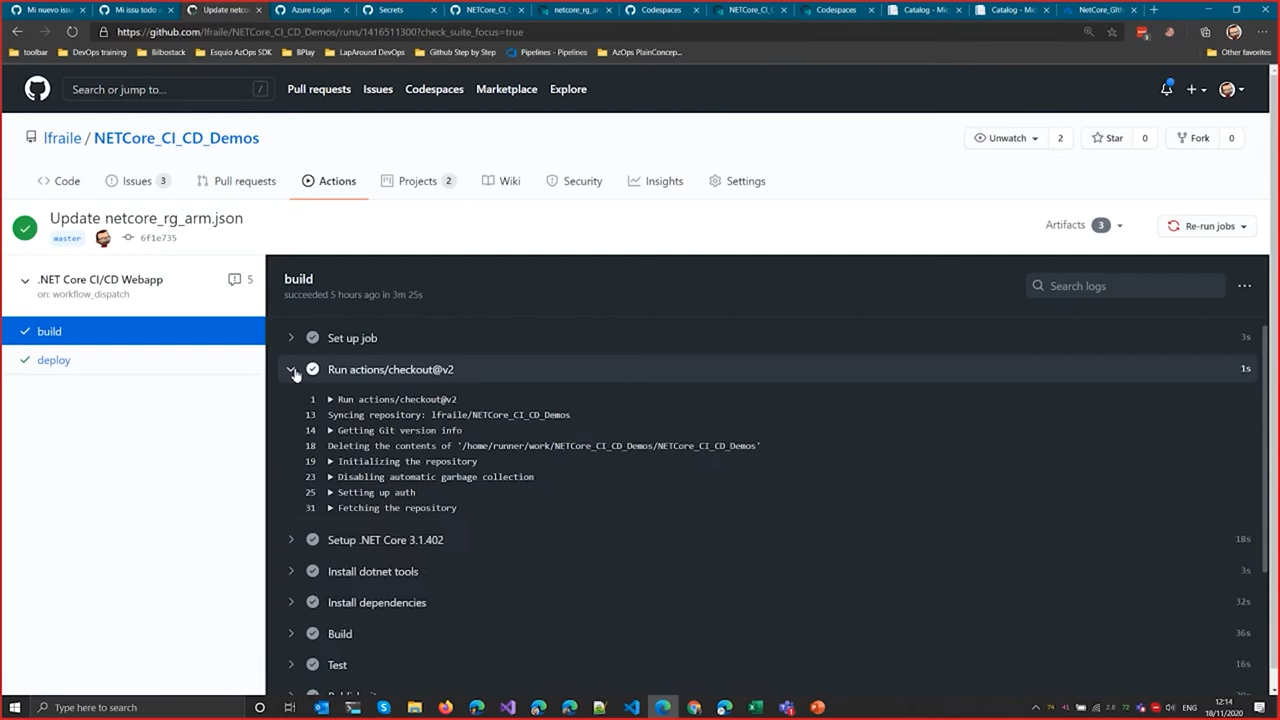 Mi nuevo issu
Mi issu todo a
Update netco
Azure Login
Secrets
NETCore_CI_C
netcore_rg_ar
Codespaces
NETCore_CI_
Codespaces
Catalog - Mic
Catalog - Mic
NetCore_Gith
https://github.com/lfraile/NETCore_CI_CD_Demos/runs/1416511300?check_suite_focus=true
toolbar
DevOps training
Bilbostack
Esquio AzOps SDK
BPlay
LapAround DevOps
Github Step by Step
Pipelines - Pipelines
AzOps PlainConcep...
Other favorites
Search or jump to...
/
Pull requests
Issues
Codespaces
Marketplace
Explore
lfraile / NETCore_CI_CD_Demos
Unwatch
2
Star
0
Fork
0
Code
Issues
3
Pull requests
Actions
Projects
2
Wiki
Security
Insights
Settings
Update netcore_rg_arm.json
master
6f1e735
Artifacts
3
Re-run jobs
.NET Core CI/CD Webapp
5
on: workflow_dispatch
build
deploy
build
succeeded 5 hours ago in 3m 25s
Search logs
Set up job
3s
Run actions/checkout@v2
1s
1 Run actions/checkout@v2
13 Syncing repository: lfraile/NETCore_CI_CD_Demos
14 Getting Git version info
18 Deleting the contents of '/home/runner/work/NETCore_CI_CD_Demos/NETCore_CI_CD_Demos'
19 Initializing the repository
23 Disabling automatic garbage collection
25 Setting up auth
31 Fetching the repository
Setup .NET Core 3.1.402
18s
Install dotnet tools
3s
Install dependencies
32s
Build
36s
Test
16s
Type here to search
74
41
2.8
72
ENG
12:14
18/11/2020